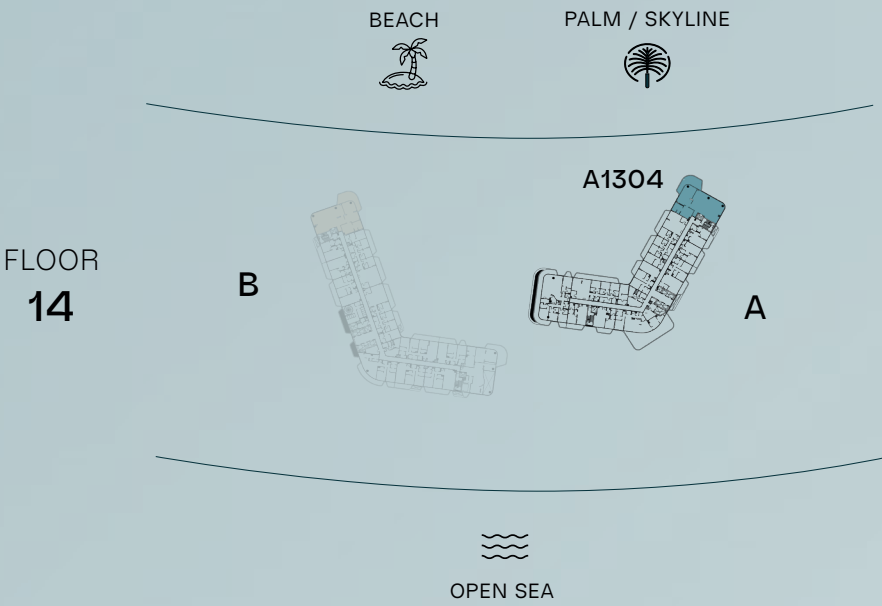 BEACH
PALM / SKYLINE
A1304
FLOOR
14
B
A
OPEN SEA